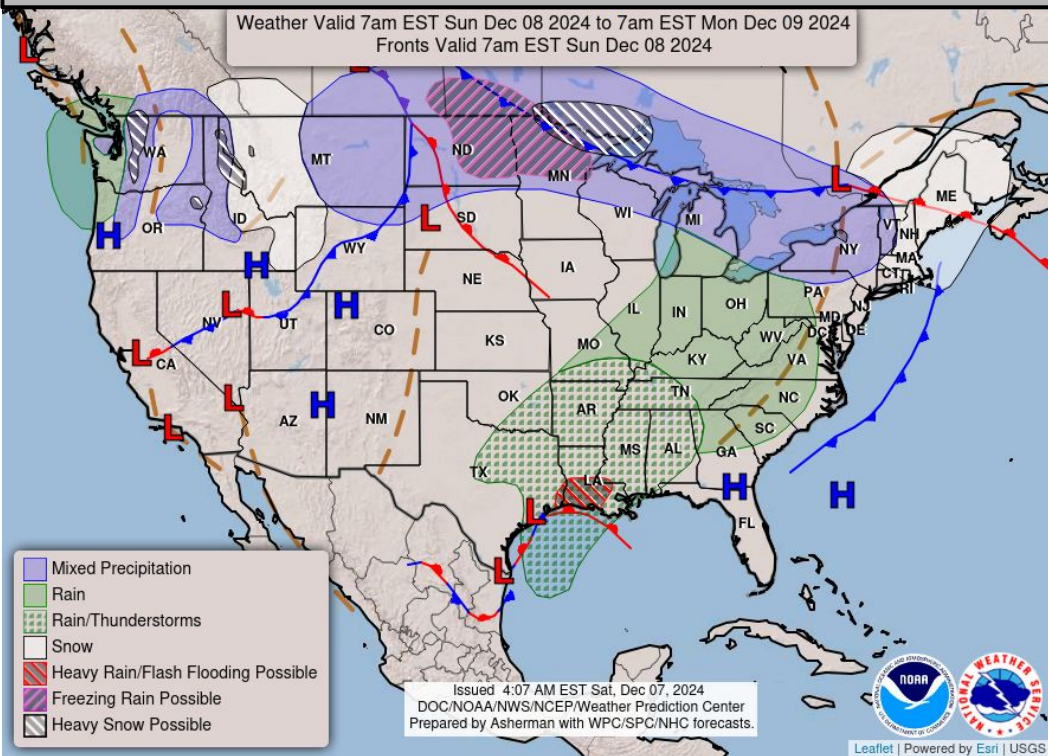 Weather Valid 7am EST Sun Dec 08 2024 to 7am EST Mon Dec 09 2024
Fronts Valid 7am EST Sun Dec 08 2024
L
L
WA
MT
ND
MN
L
ME
OR
ID
H
L
SD
WI
MI
VT
NH
NY
MA
CT
RI
H
WY
IA
NE
PA
L
H
NV
UT
CO
IL
IN
OH
NJ
MD
DE
DC
WV
L
CA
KS
MO
KY
VA
L
H
AZ
NM
OK
AR
TN
NC
L
SC
MS
AL
GA
TX
LA
H
H
L
FL
L
Mixed Precipitation
Rain
Rain/Thunderstorms
Snow
Heavy Rain/Flash Flooding Possible
Freezing Rain Possible
Heavy Snow Possible
Issued 4:07 AM EST Sat, Dec 07, 2024
DOC/NOAA/NWS/NCEP/Weather Prediction Center
Prepared by Asherman with WPC/SPC/NHC forecasts.
NOAA
NATIONAL WEATHER SERVICE
Leaflet | Powered by Esri | USGS